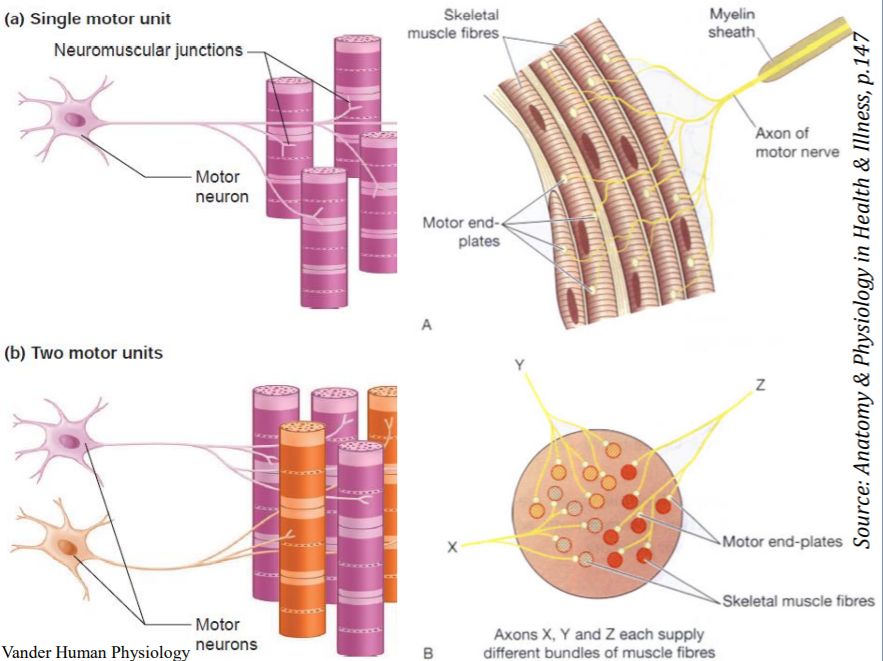 (a) Single motor unit
Neuromuscular junctions
Motor
neuron
(b) Two motor units
Motor
neurons
Vander Human Physiology
Skeletal
muscle fibres
Myelin
sheath
Axon of
motor nerve
Motor end-
plates
A
Y
Z
X
Motor end-plates
Skeletal muscle fibres
B
Axons X, Y and Z each supply
different bundles of muscle fibres
Source: Anatomy & Physiology in Health & Illness, p.147